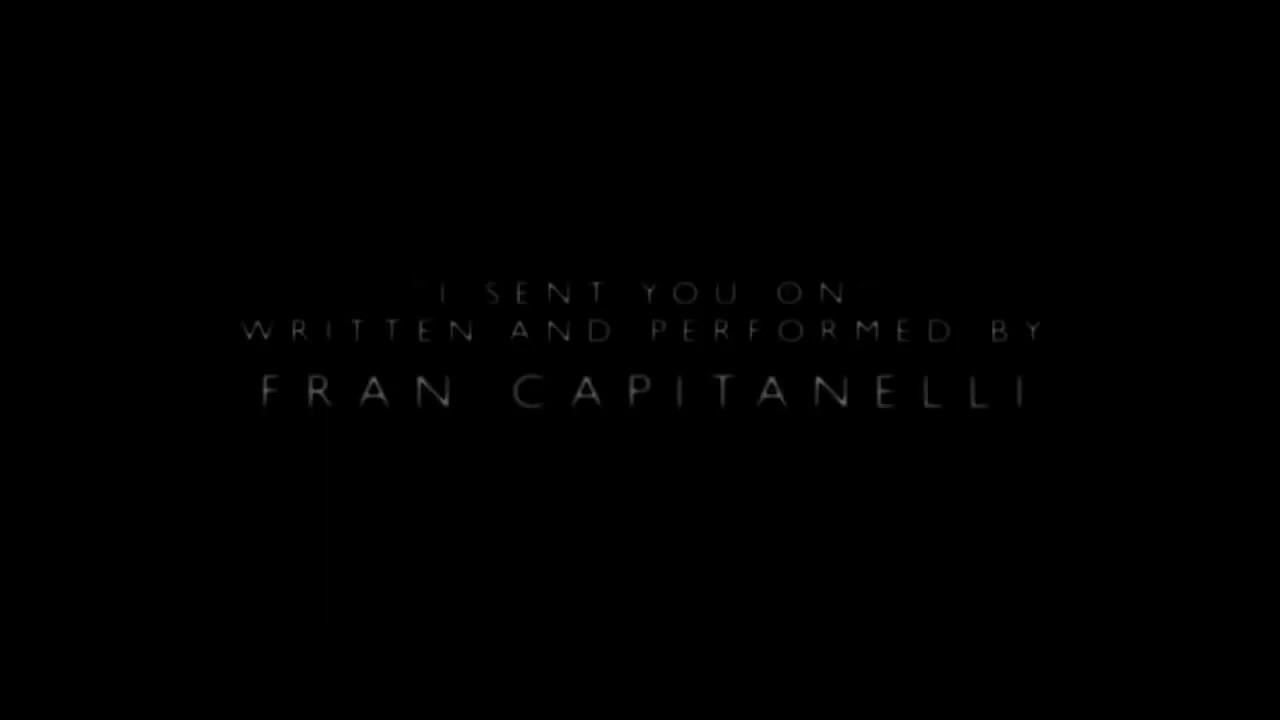 "I SENT YOU ON"
WRITTEN AND PERFORMED BY
FRAN CAPITANELLI